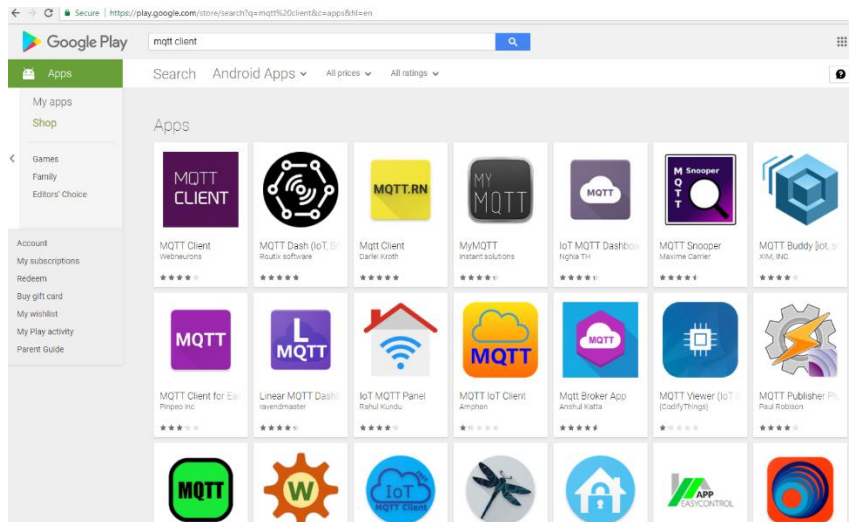 Secure | https://play.google.com/store/search?q=mqtt%20client&c=apps&hl=en
Google Play
mqtt client
Apps
Search Android Apps All prices All ratings
My apps
Shop
Games
Family
Editors' Choice
Account
My subscriptions
Redeem
Buy gift card
My wishlist
My Play activity
Parent Guide
Apps
MQTT
CLIENT
MQTT.RN
MY
MQTT
MQTT
M Snooper
Q
T
T
MQTT Client
Webneurons
MQTT Dash (IoT, Sm
Routix software
Mqtt Client
Darlei Kroth
MyMQTT
instant:solutions
IoT MQTT Dashboa
Nghia TH
MQTT Snooper
Maxime Carrier
MQTT Buddy [iot, s
XIM, INC
MQTT
L
MQTT
MQTT
MQTT
MQTT Client for Eas
Pinpeo Inc
Linear MQTT Dashb
ravendmaster
IoT MQTT Panel
Rahul Kundu
MQTT IoT Client
Amphan
Mqtt Broker App
Anshul Katta
MQTT Viewer (IoT C
{CodifyThings}
MQTT Publisher Plu
Paul Robison
MQTT
W
IoT
free
MQTT Client
APP
EASYCONTROL